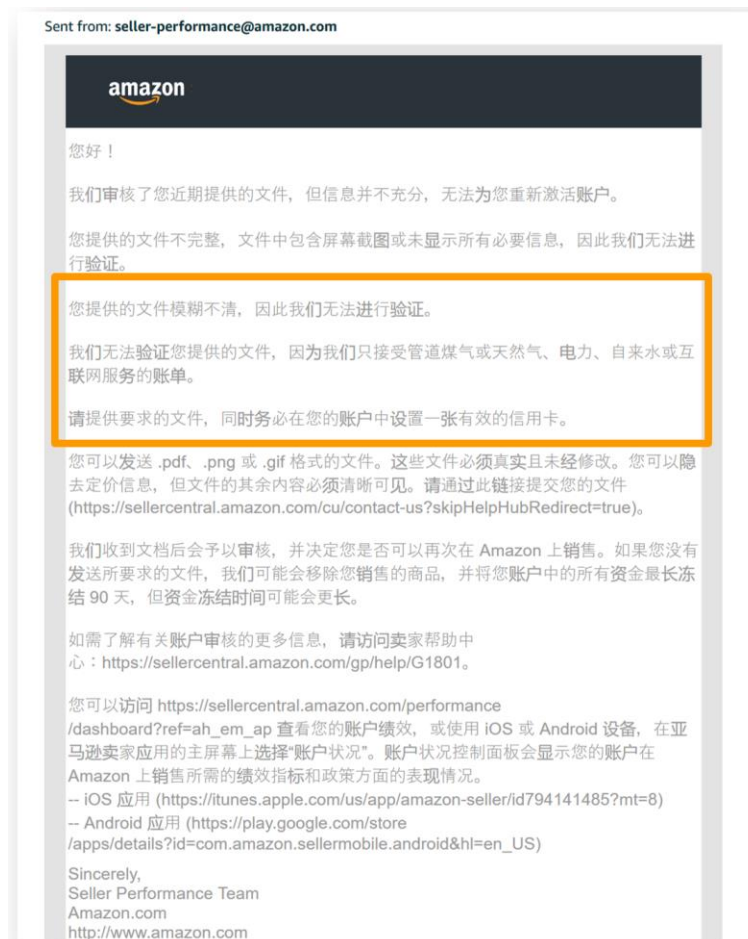 Sent from: seller-performance@amazon.com
amazon
您好！
我们审核了您近期提供的文件，但信息并不充分，无法为您重新激活账户。
您提供的文件不完整，文件中包含屏幕截图或未显示所有必要信息，因此我们无法进
行验证。
您提供的文件模糊不清，因此我们无法进行验证。
我们无法验证您提供的文件，因为我们只接受管道煤气或天然气、电力、自来水或互
联网服务的账单。
请提供要求的文件，同时务必在您的账户中设置一张有效的信用卡。
您可以发送 .pdf、.png 或 .gif 格式的文件。这些文件必须真实且未经修改。您可以隐
去定价信息，但文件的其余内容必须清晰可见。请通过此链接提交您的文件
(https://sellercentral.amazon.com/cu/contact-us?skipHelpHubRedirect=true)。
我们收到文档后会予以审核，并决定您是否可以再次在 Amazon 上销售。如果您没有
发送所要求的文件，我们可能会移除您销售的商品，并将您账户中的所有资金最长冻
结 90 天，但资金冻结时间可能会更长。
如需了解有关账户审核的更多信息，请访问卖家帮助中
心：https://sellercentral.amazon.com/gp/help/G1801。
您可以访问 https://sellercentral.amazon.com/performance
/dashboard?ref=ah_em_ap 查看您的账户绩效，或使用 iOS 或 Android 设备，在亚
马逊卖家应用的主屏幕上选择“账户状况”。账户状况控制面板会显示您的账户在
Amazon 上销售所需的绩效指标和政策方面的表现情况。
-- iOS 应用 (https://itunes.apple.com/us/app/amazon-seller/id794141485?mt=8)
-- Android 应用 (https://play.google.com/store
/apps/details?id=com.amazon.sellermobile.android&hl=en_US)
Sincerely,
Seller Performance Team
Amazon.com
http://www.amazon.com